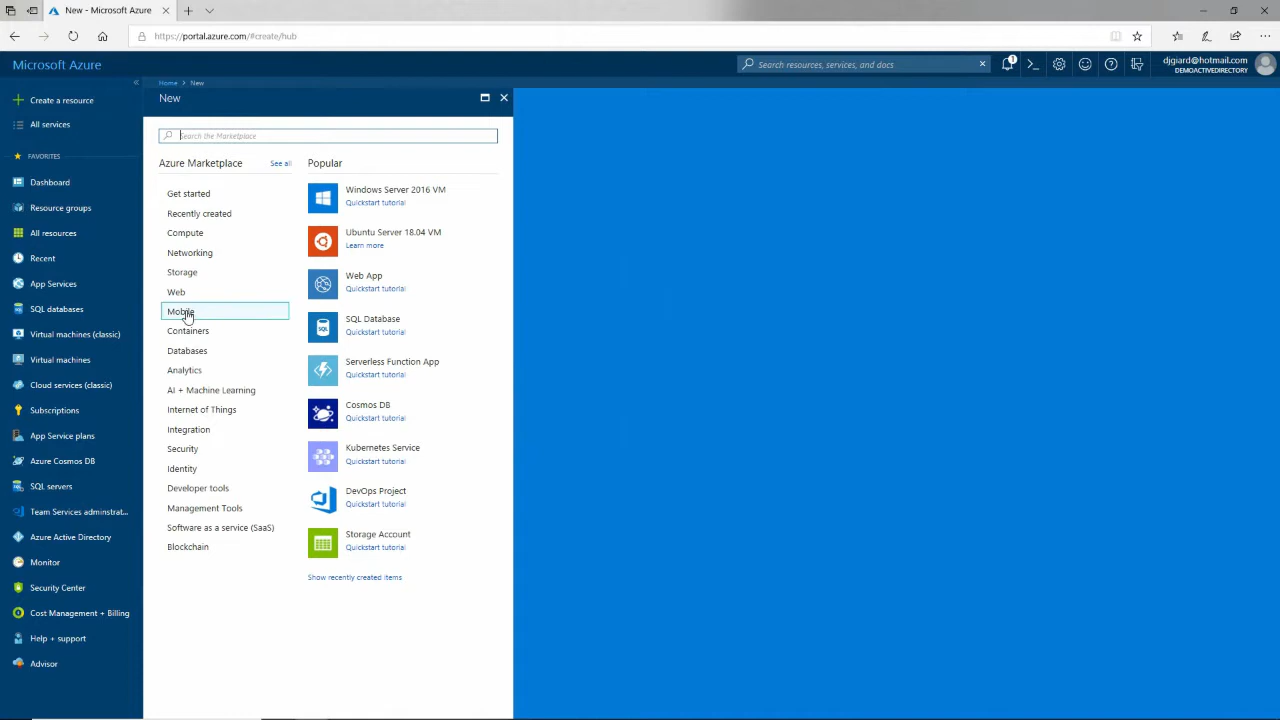 New - Microsoft Azure
https://portal.azure.com/#create/hub
Microsoft Azure
Search resources, services, and docs
1
djgiard@hotmail.com
DEMOACTIVEDIRECTORY
Home > New
New
Create a resource
All services
FAVORITES
Dashboard
Resource groups
All resources
Recent
App Services
SQL databases
Virtual machines (classic)
Virtual machines
Cloud services (classic)
Subscriptions
App Service plans
Azure Cosmos DB
SQL servers
Team Services adminstrat...
Azure Active Directory
Monitor
Security Center
Cost Management + Billing
Help + support
Advisor
Search the Marketplace
Azure Marketplace
See all
Get started
Recently created
Compute
Networking
Storage
Web
Mobile
Containers
Databases
Analytics
AI + Machine Learning
Internet of Things
Integration
Security
Identity
Developer tools
Management Tools
Software as a service (SaaS)
Blockchain
Popular
Windows Server 2016 VM
Quickstart tutorial
Ubuntu Server 18.04 VM
Learn more
Web App
Quickstart tutorial
SQL Database
Quickstart tutorial
Serverless Function App
Quickstart tutorial
Cosmos DB
Quickstart tutorial
Kubernetes Service
Quickstart tutorial
DevOps Project
Quickstart tutorial
Storage Account
Quickstart tutorial
Show recently created items